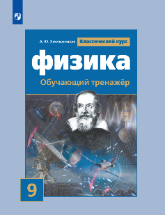 Классический курс
физика
Обучающий тренажёр
9